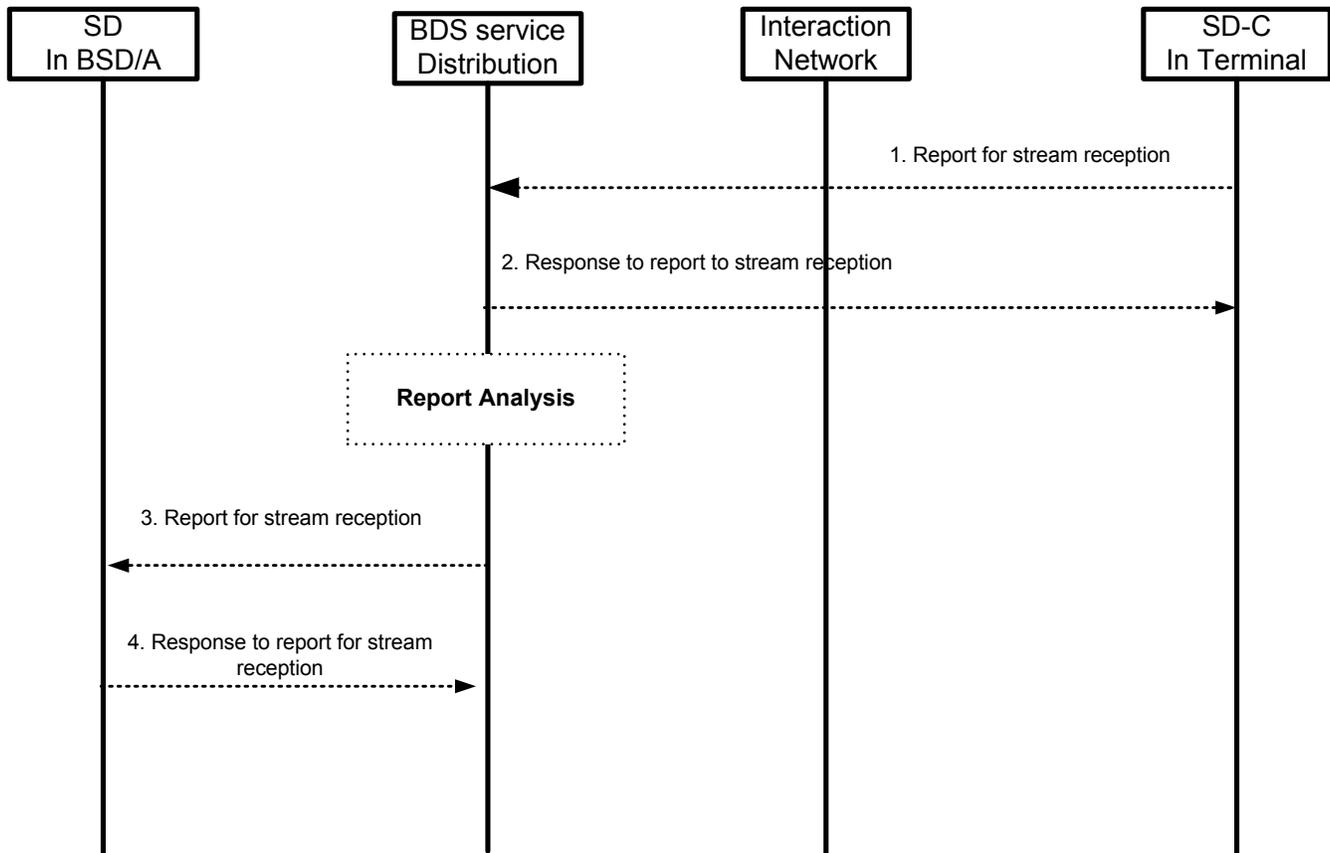 SD
In BSD/A
BDS service
Distribution
Interaction
Network
SD-C
In Terminal
1. Report for stream reception
2. Response to report to stream reception
Report Analysis
3. Report for stream reception
4. Response to report for stream
reception